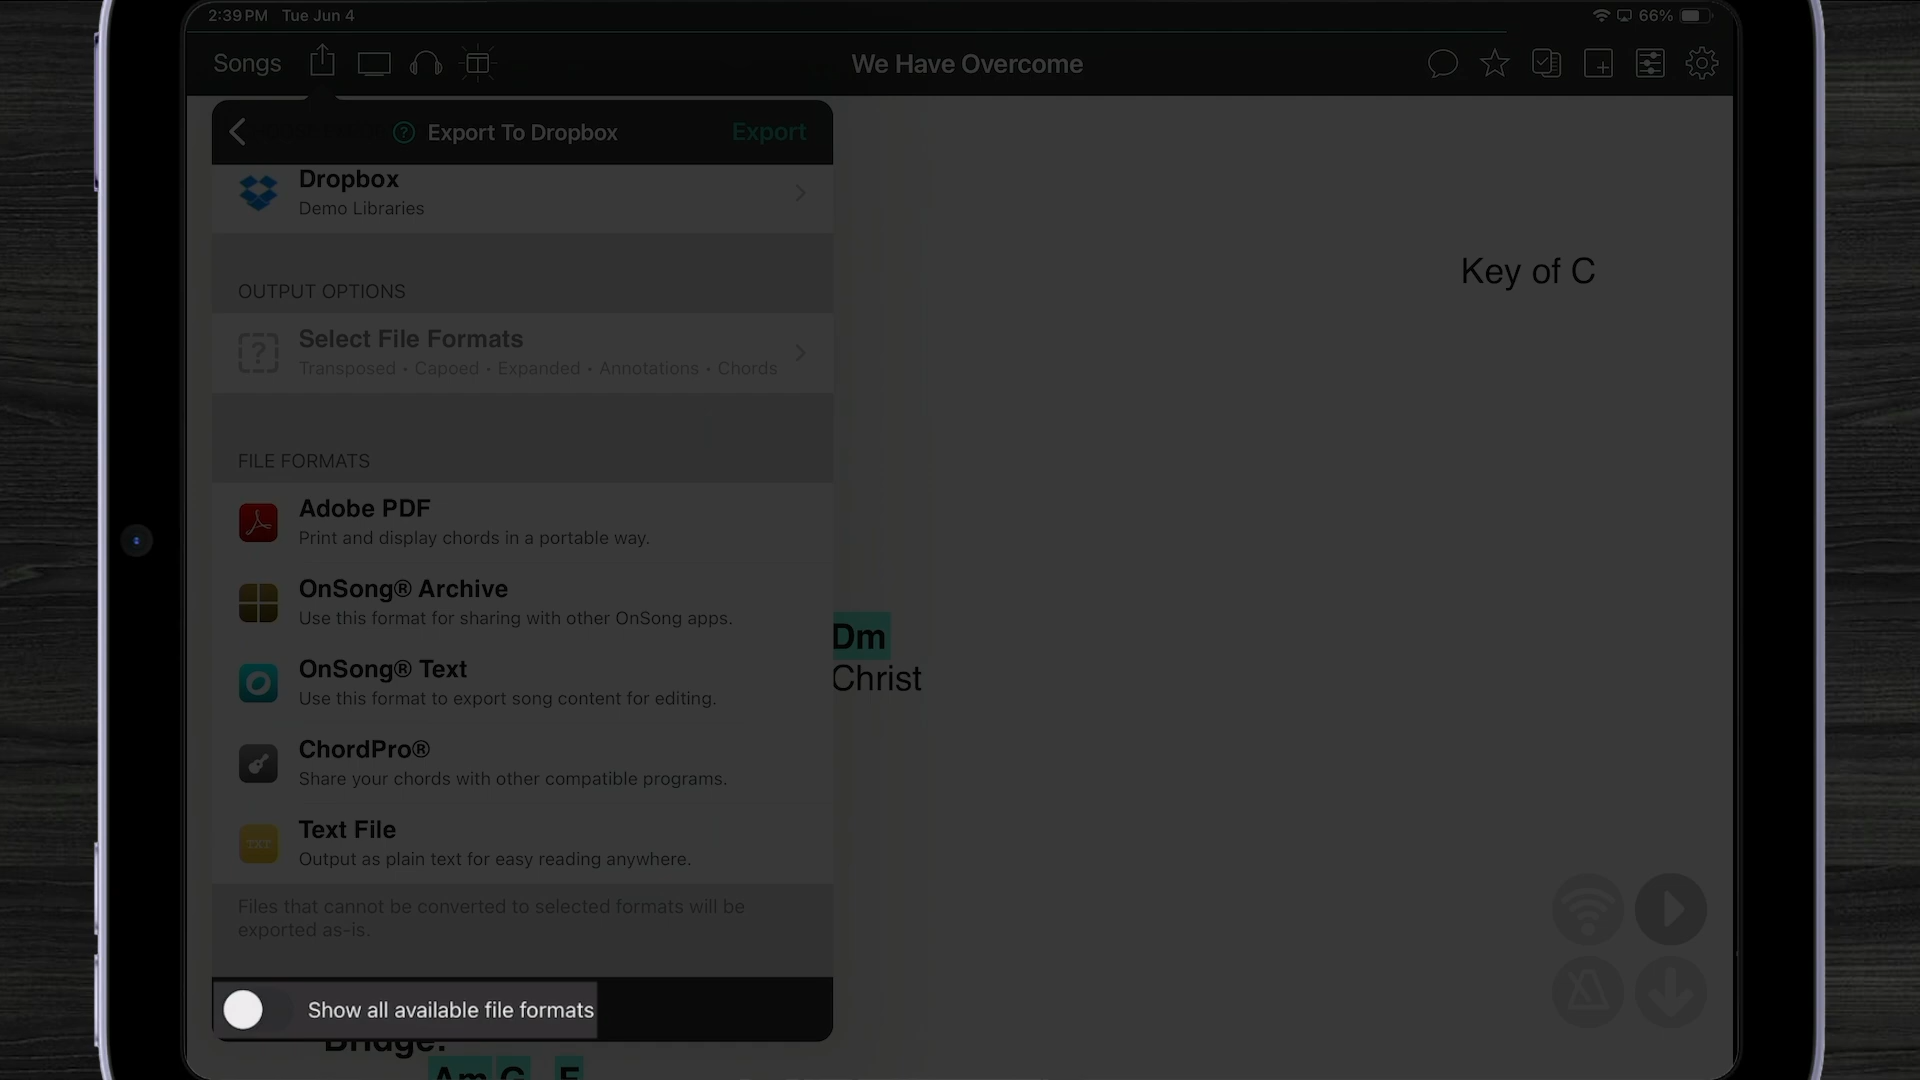 2:39 PM Tue Jun 4
66%
Songs
We Have Overcome
? Export To Dropbox
Export
Dropbox
Demo Libraries
Key of C
OUTPUT OPTIONS
? Select File Formats
Transposed • Capoed • Expanded • Annotations • Chords
FILE FORMATS
Adobe PDF
Print and display chords in a portable way.
OnSong® Archive
Use this format for sharing with other OnSong apps.
Dm
Christ
OnSong® Text
Use this format to export song content for editing.
ChordPro®
Share your chords with other compatible programs.
TXT
Text File
Output as plain text for easy reading anywhere.
Files that cannot be converted to selected formats will be
exported as-is.
Show all available file formats
Bridge:
Am G F